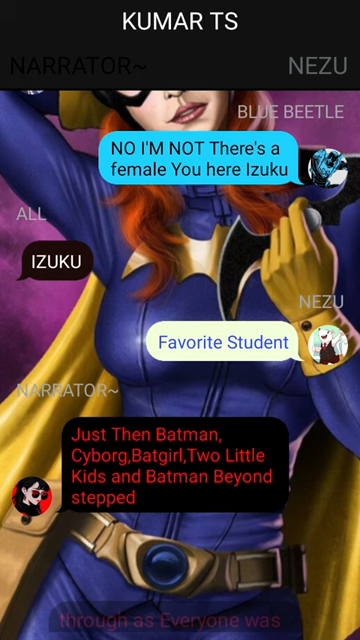 KUMAR TS
NARRATOR~
NEZU
BLUE BEETLE
NO I'M NOT There's a
female You here Izuku
ALL
IZUKU
NEZU
Favorite Student
NARRATOR~
Just Then Batman,
Cyborg,Batgirl,Two Little
Kids and Batman Beyond
stepped
through as Everyone was